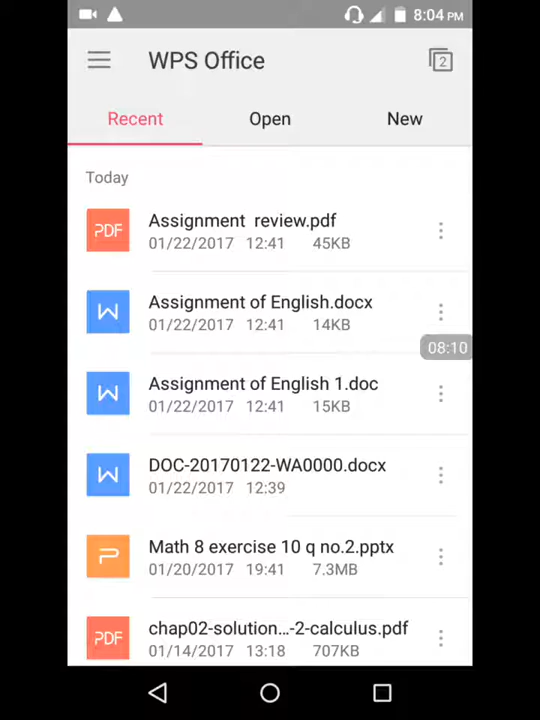 8:04 PM
WPS Office
2
Recent
Open
New
Today
PDF
Assignment review.pdf
01/22/2017 12:41 45KB
W
Assignment of English.docx
01/22/2017 12:41 14KB
08:10
W
Assignment of English 1.doc
01/22/2017 12:41 15KB
W
DOC-20170122-WA0000.docx
01/22/2017 12:39
P
Math 8 exercise 10 q no.2.pptx
01/20/2017 19:41 7.3MB
PDF
chap02-solution...-2-calculus.pdf
01/14/2017 13:18 707KB